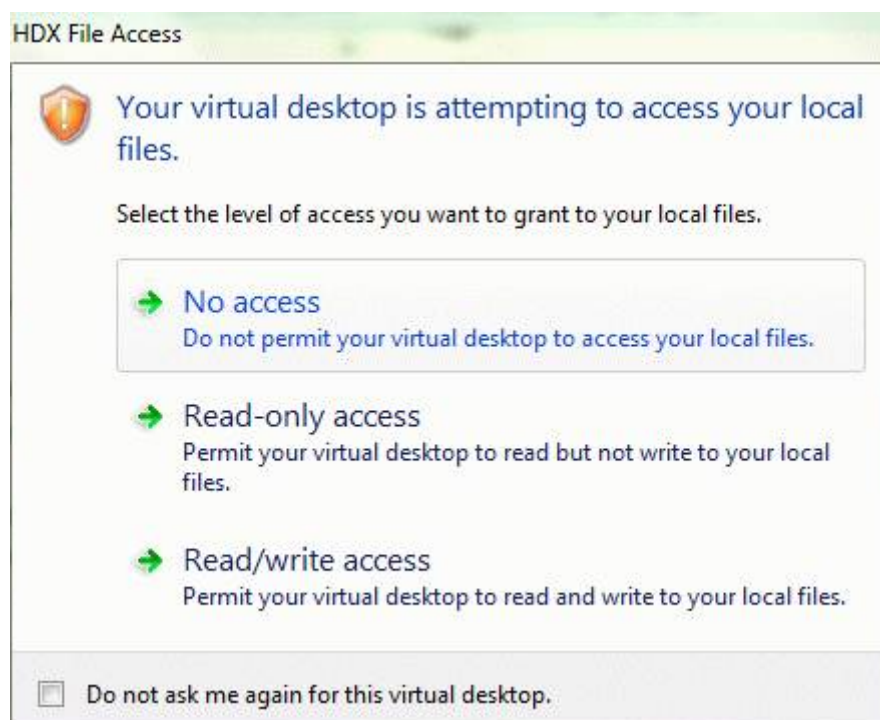 HDX File Access
Your virtual desktop is attempting to access your local
files.
Select the level of access you want to grant to your local files.
No access
Do not permit your virtual desktop to access your local files.
Read-only access
Permit your virtual desktop to read but not write to your local
files.
Read/write access
Permit your virtual desktop to read and write to your local files.
Do not ask me again for this virtual desktop.